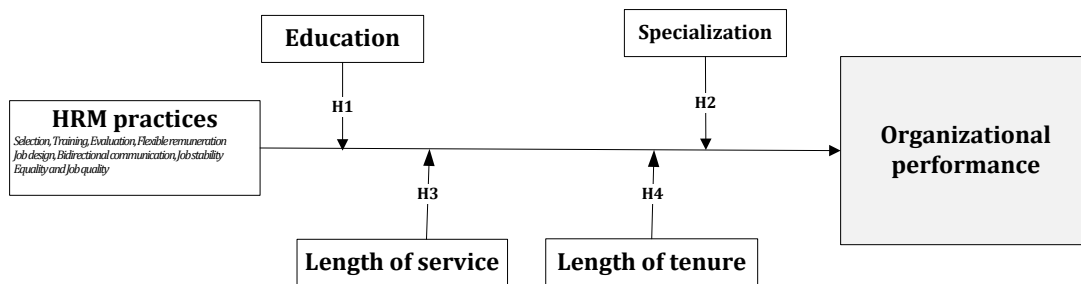 Education
Specialization
H1
H2
HRM practices
Selection, Training, Evaluation, Flexible remuneration
Job design, Bidirectional communication, Job stability
Equality and Job quality
Organizational
performance
H3
H4
Length of service
Length of tenure